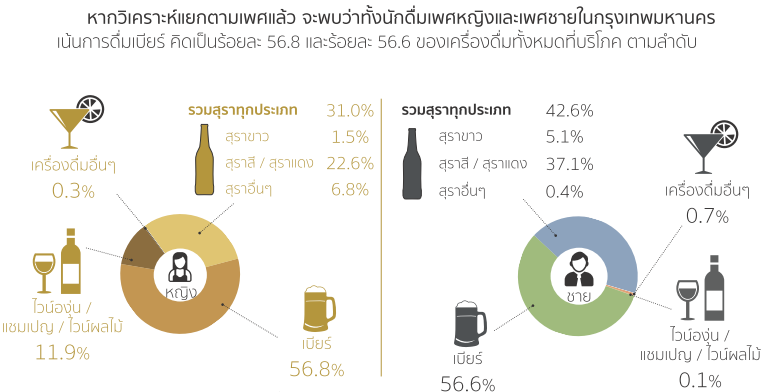 หากวิเคราะห์แยกตามเพศแล้ว จะพบว่าทั้งนักดื่มเพศหญิงและเพศชายในกรุงเทพมหานคร
เน้นการดื่มเบียร์ คิดเป็นร้อยละ 56.8 และร้อยละ 56.6 ของเครื่องดื่มทั้งหมดที่บริโภค ตามลำดับ
รวมสุราทุกประเภท 31.0%
สุราขาว 1.5%
สุราสี / สุราแดง 22.6%
สุราอื่นๆ 6.8%
เครื่องดื่มอื่นๆ
0.3%
หญิง
ไวน์องุ่น /
แชมเปญ / ไวน์ผลไม้
11.9%
เบียร์
56.8%
รวมสุราทุกประเภท 42.6%
สุราขาว 5.1%
สุราสี / สุราแดง 37.1%
สุราอื่นๆ 0.4%
เครื่องดื่มอื่นๆ
0.7%
ชาย
เบียร์
56.6%
ไวน์องุ่น /
แชมเปญ / ไวน์ผลไม้
0.1%